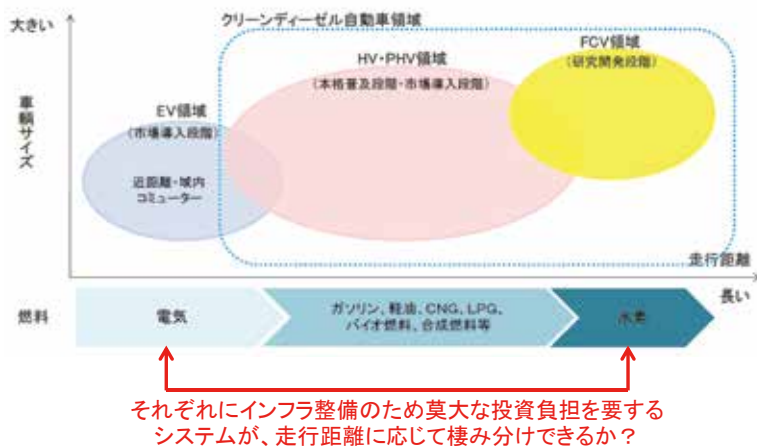 大きい
クリーンディーゼル自動車領域
FCV領域
(研究開発段階)
HV・PHV領域
(本格普及段階・市場導入段階)
EV領域
(市場導入段階)
近距離・域内
コミューター
車輌サイズ
走行距離
長い
燃料
電気
ガソリン、軽油、CNG、LPG、
バイオ燃料、合成燃料等
水素
それぞれにインフラ整備のため莫大な投資負担を要する
システムが、走行距離に応じて棲み分けできるか？